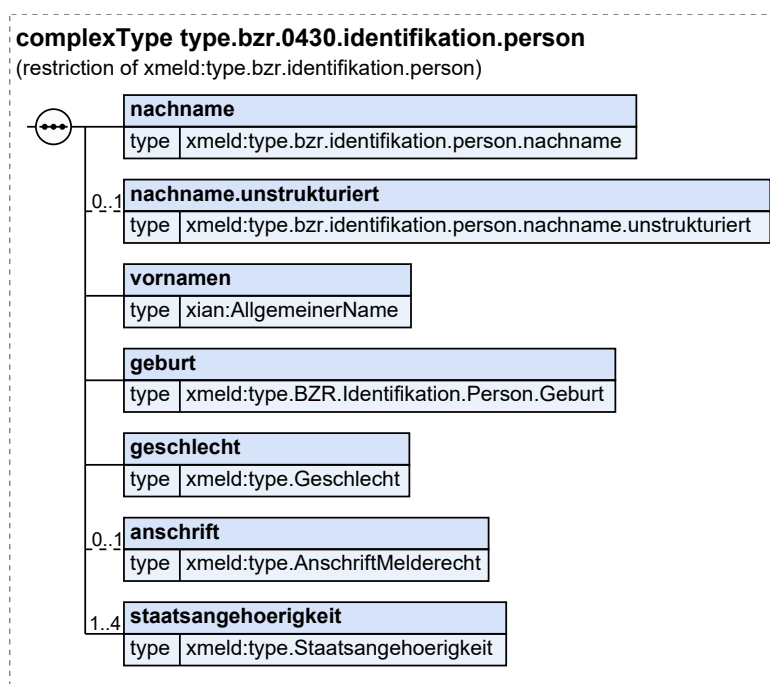 complexType type.bzr.0430.identifikation.person
(restriction of xmeld:type.bzr.identifikation.person)
nachname
type xmeld:type.bzr.identifikation.person.nachname
0..1 nachname.unstrukturiert
type xmeld:type.bzr.identifikation.person.nachname.unstrukturiert
vornamen
type xian:AllgemeinerName
geburt
type xmeld:type.BZR.Identifikation.Person.Geburt
geschlecht
type xmeld:type.Geschlecht
0..1 anschrift
type xmeld:type.AnschriftMelderecht
1..4 staatsangehoerigkeit
type xmeld:type.Staatsangehoerigkeit